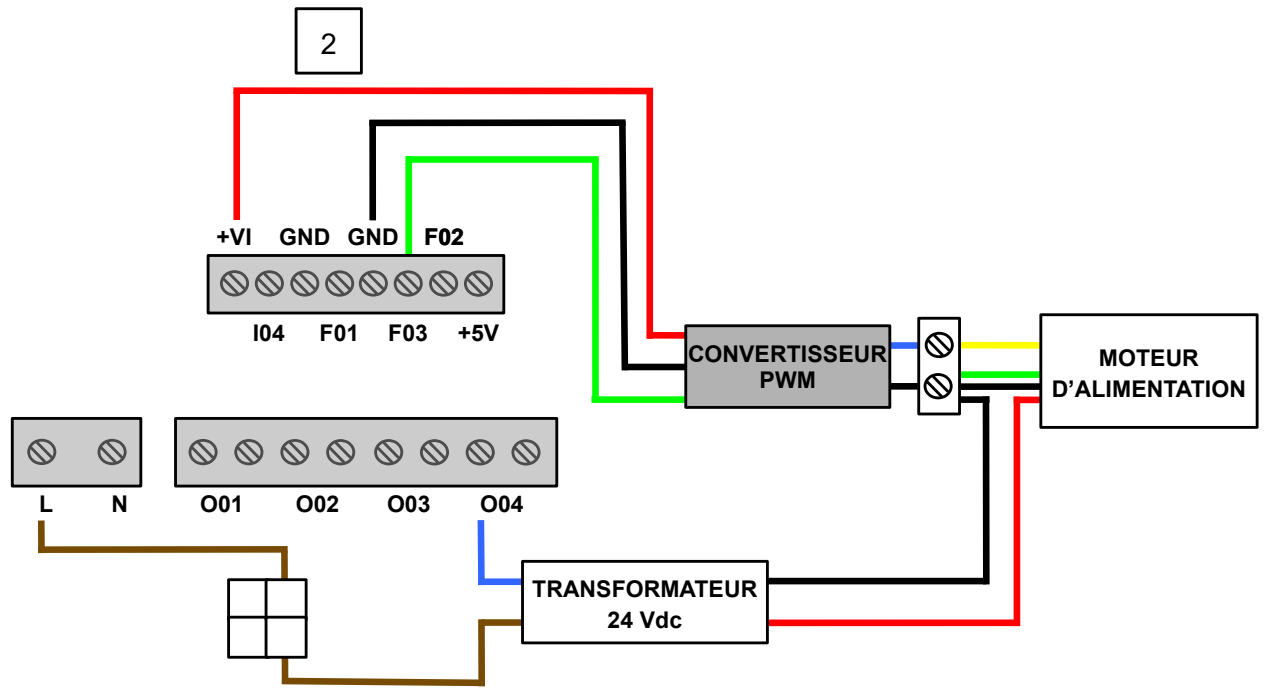 2
+VI GND GND F02
I04 F01 F03 +5V
CONVERTISSEUR
PWM
MOTEUR
D’ALIMENTATION
L N O01 O02 O03 O04
TRANSFORMATEUR
24 Vdc